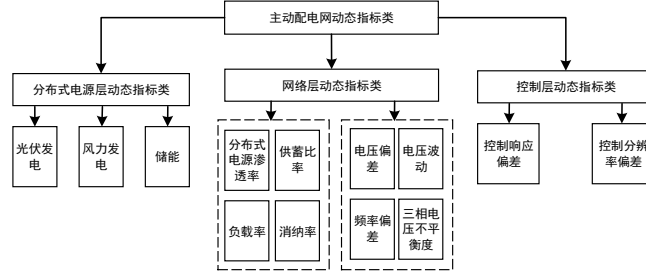 主动配电网动态指标类
分布式电源层动态指标类
网络层动态指标类
控制层动态指标类
光伏发
电
风力发
电
储能
分布式
电源渗
透率
供蓄比
率
负载率
消纳率
电压偏
差
电压波
动
频率偏
差
三相电
压不平
衡度
控制响应
偏差
控制分辨
率偏差